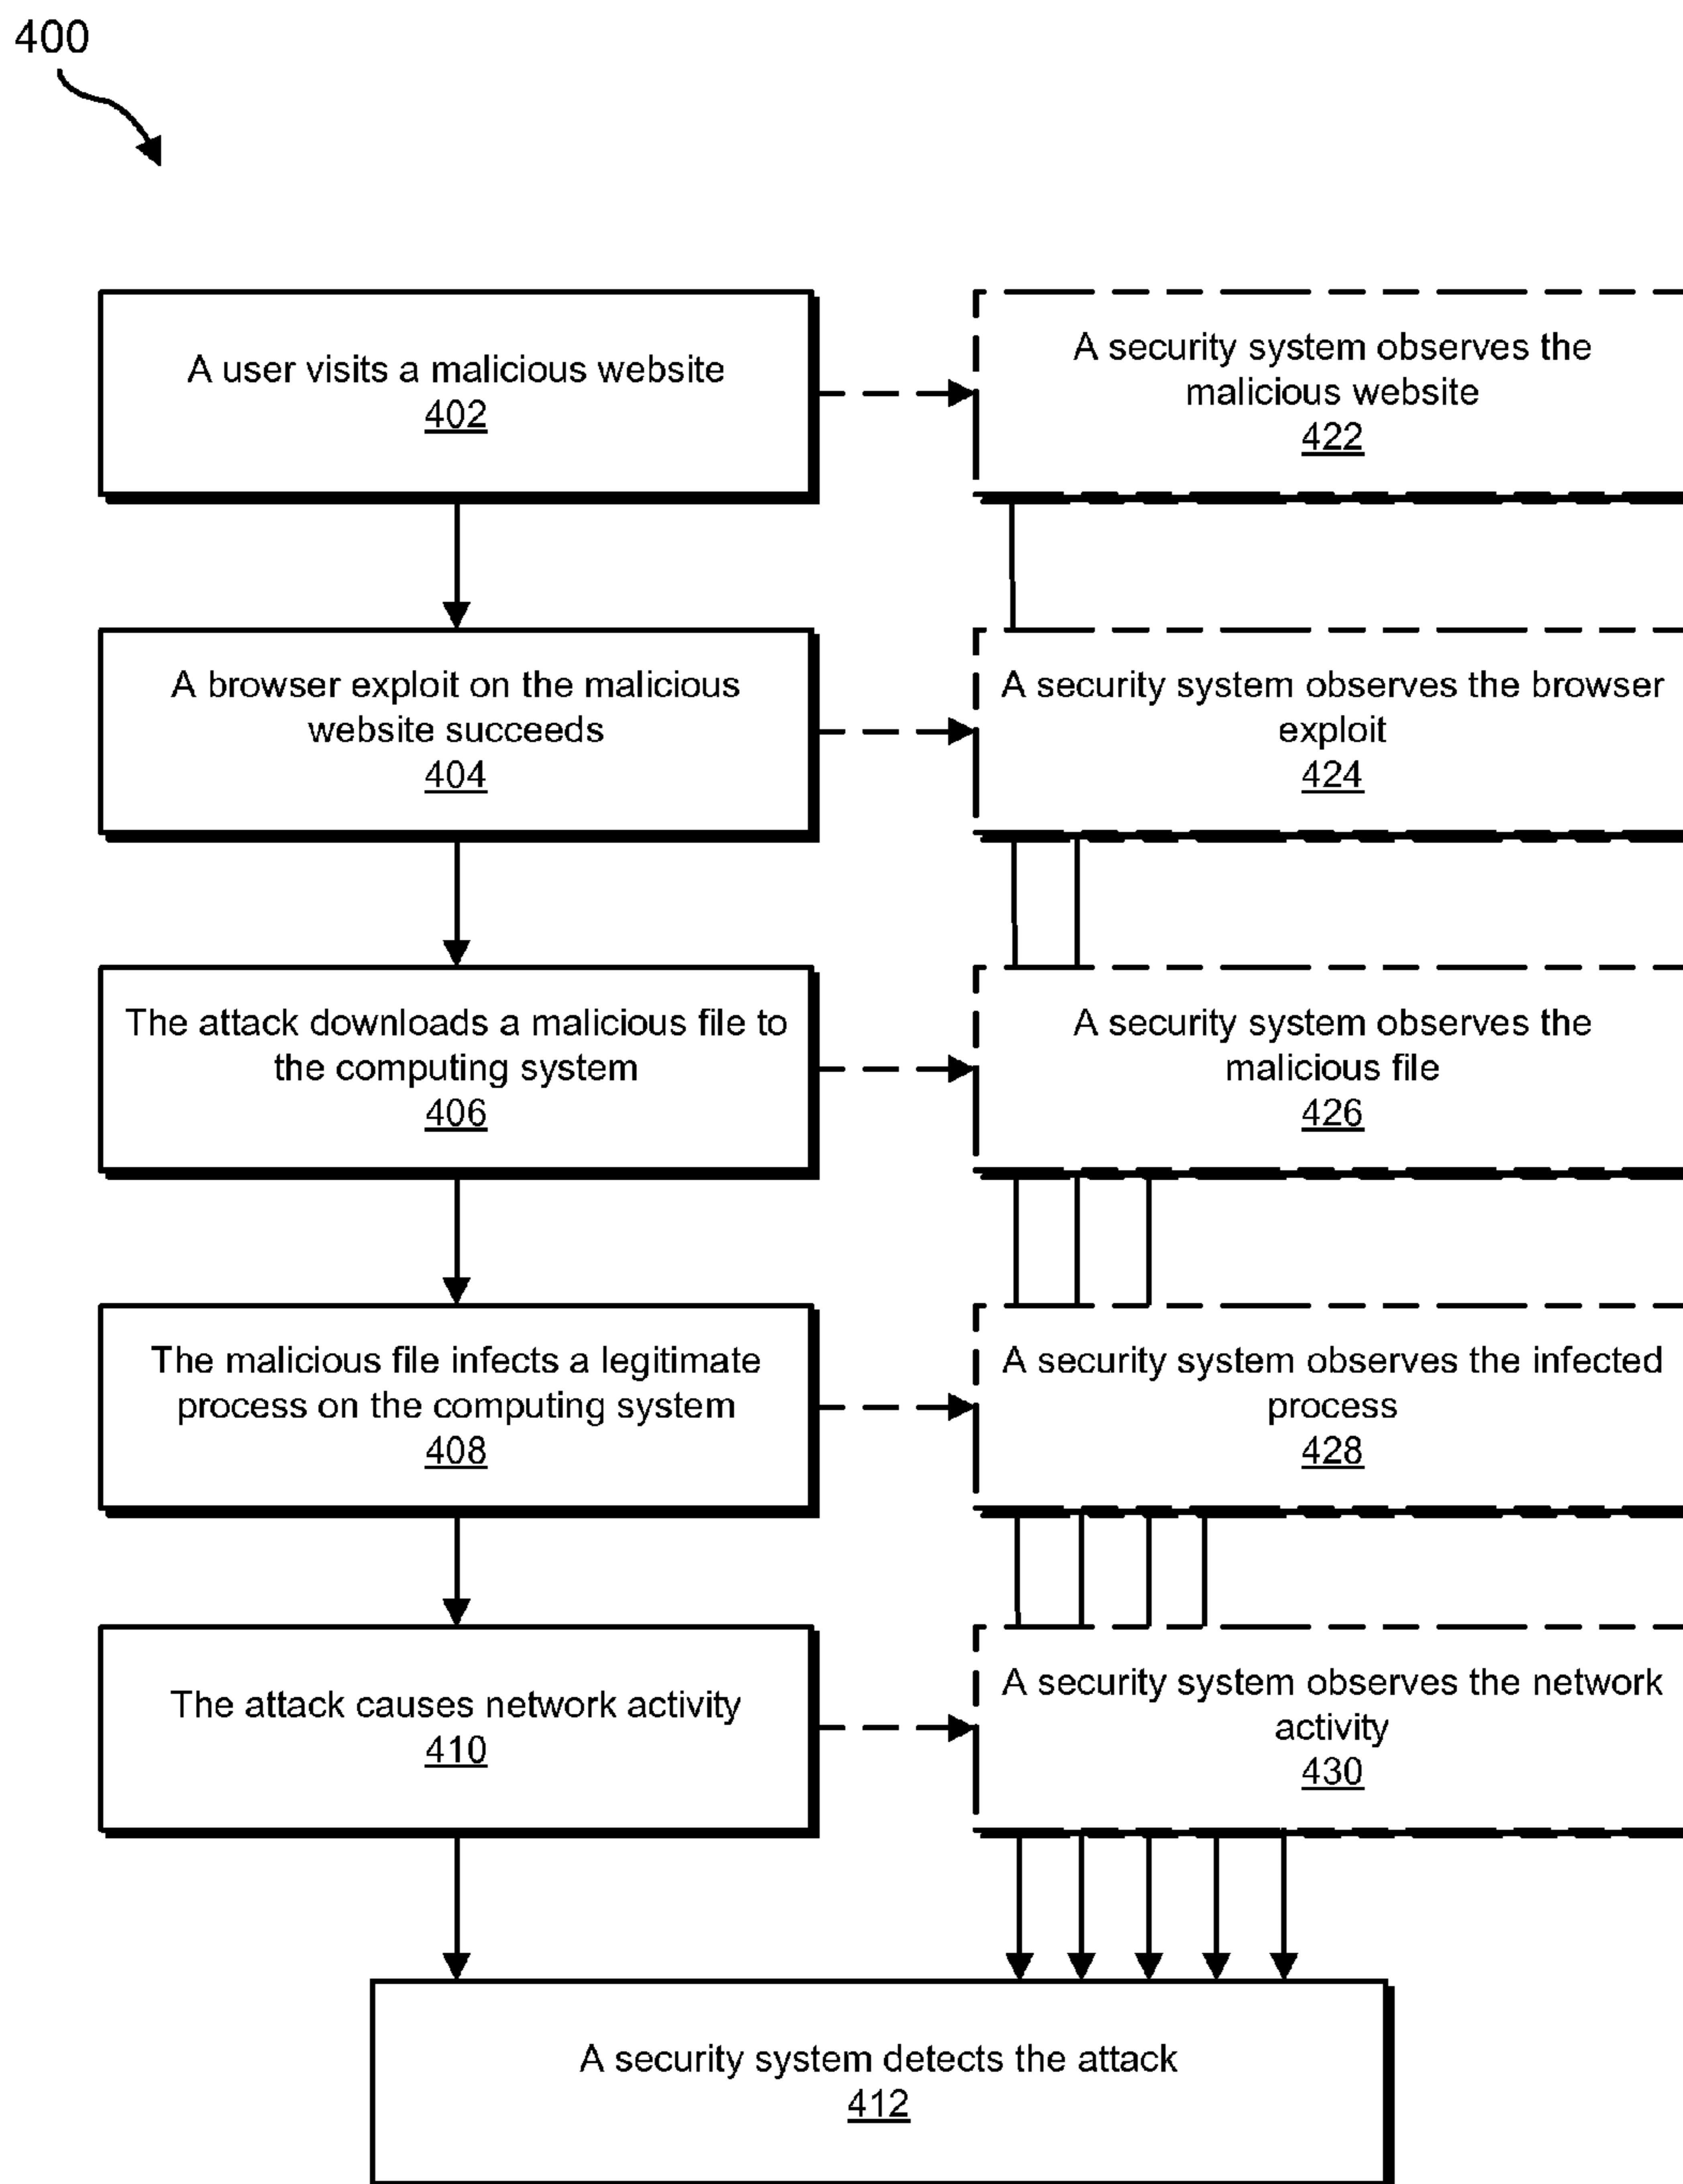 400
A user visits a malicious website
402
A security system observes the
malicious website
422
A browser exploit on the malicious
website succeeds
404
A security system observes the browser
exploit
424
The attack downloads a malicious file to
the computing system
406
A security system observes the
malicious file
426
The malicious file infects a legitimate
process on the computing system
408
A security system observes the infected
process
428
The attack causes network activity
410
A security system observes the network
activity
430
A security system detects the attack
412